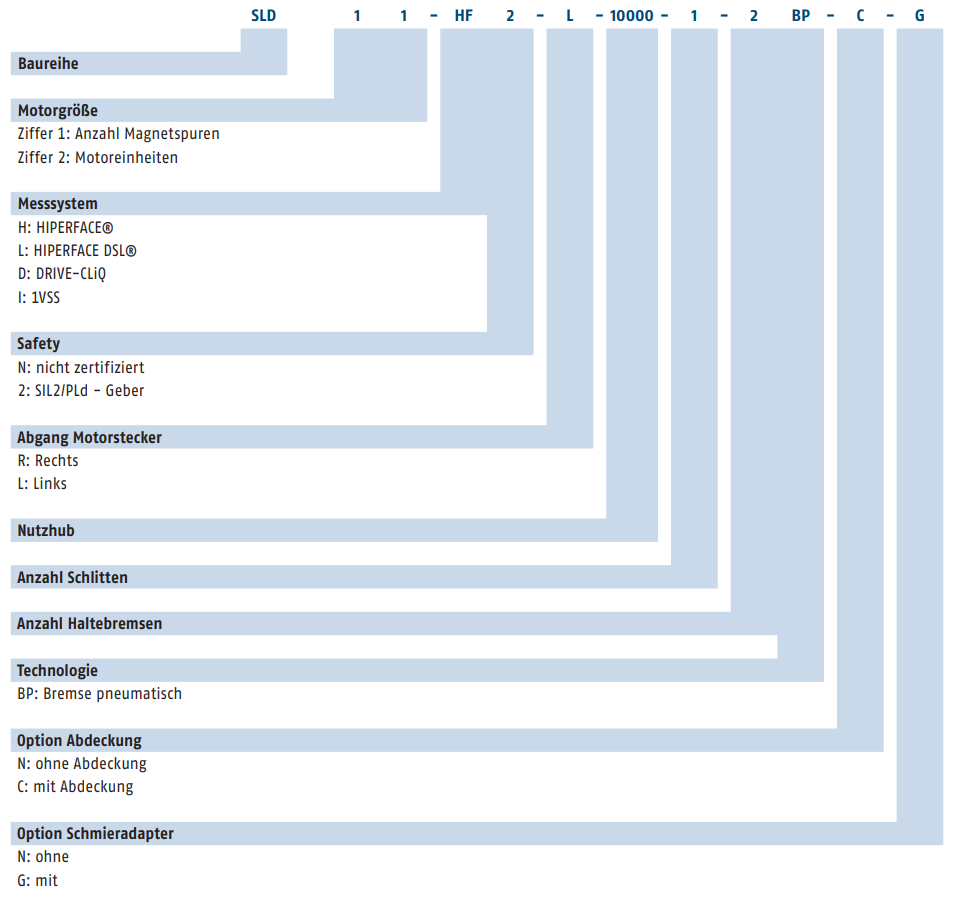 SLD 1 1 - HF 2 - L - 10000 - 1 - 2 BP - C - G
Baureihe
Motorgröße
Ziffer 1: Anzahl Magnetspuren
Ziffer 2: Motoreinheiten
Messsystem
H: HIPERFACE®
L: HIPERFACE DSL®
D: DRIVE-CLiQ
I: 1VSS
Safety
N: nicht zertifiziert
2: SIL2/PLd - Geber
Abgang Motorstecker
R: Rechts
L: Links
Nutzhub
Anzahl Schlitten
Anzahl Haltebremsen
Technologie
BP: Bremse pneumatisch
Option Abdeckung
N: ohne Abdeckung
C: mit Abdeckung
Option Schmieradapter
N: ohne
G: mit